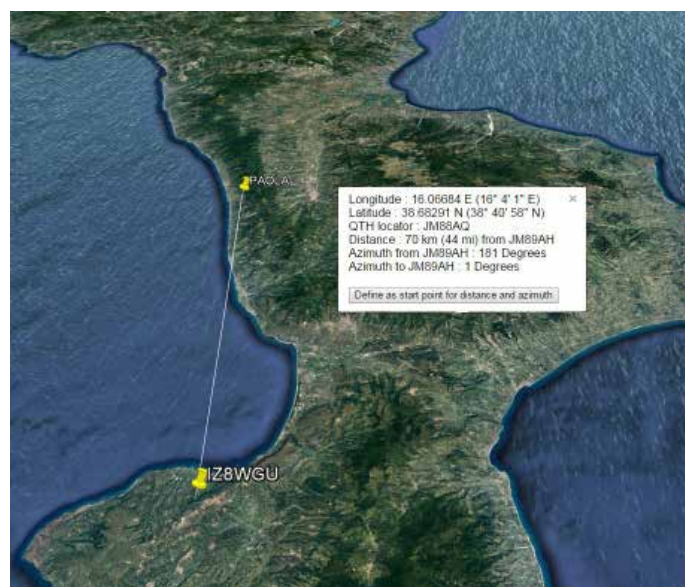 PAOLA
Longitude : 16.06684 E (16° 4' 1" E)
Latitude : 38.68291 N (38° 40' 58" N)
QTH locator : JM88AQ
Distance : 70 km (44 mi) from JM89AH
Azimuth from JM89AH : 181 Degrees
Azimuth to JM89AH : 1 Degrees
Define as start point for distance and azimuth
IZ8WGU